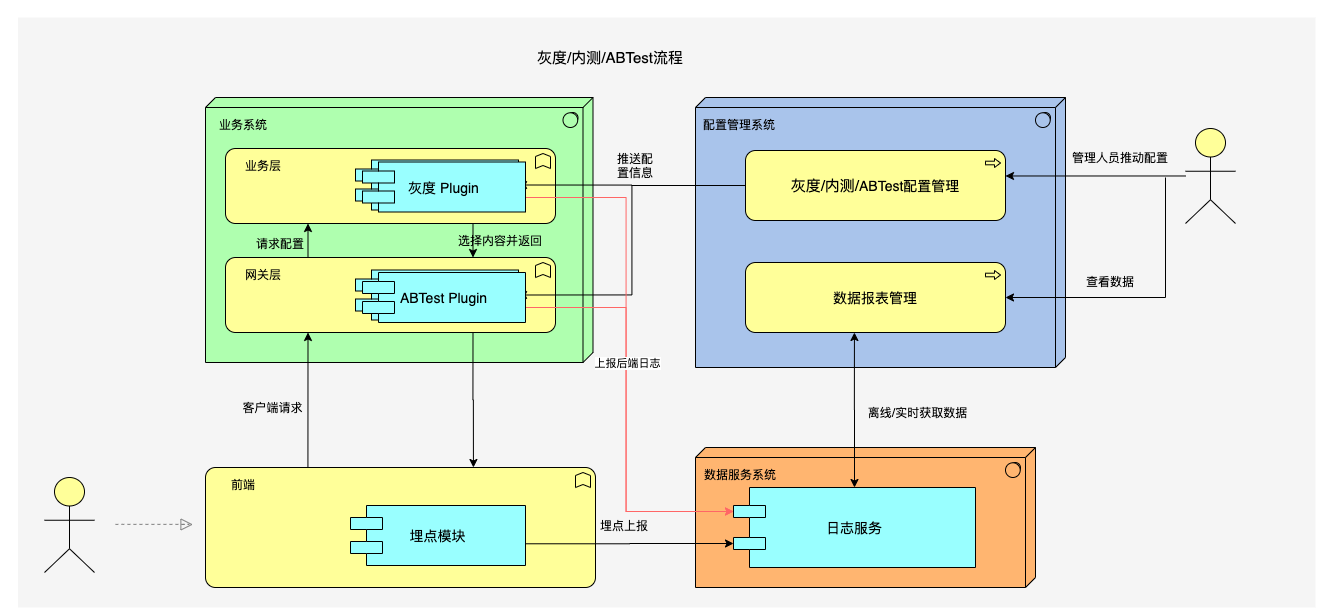 灰度/内测/ABTest流程
业务系统
配置管理系统
业务层
灰度 Plugin
推送配
置信息
灰度/内测/ABTest配置管理
管理人员推动配置
请求配置
选择内容并返回
网关层
ABTest Plugin
数据报表管理
查看数据
上报后端日志
客户端请求
离线/实时获取数据
前端
埋点模块
埋点上报
数据服务系统
日志服务